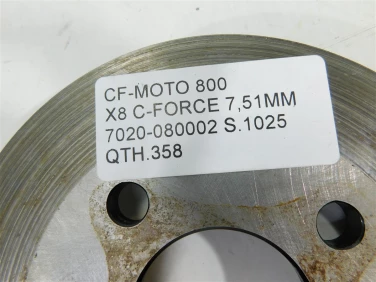 CF-MOTO 800
X8 C-FORCE 7,51MM
7020-080002 S.1025
QTH.358